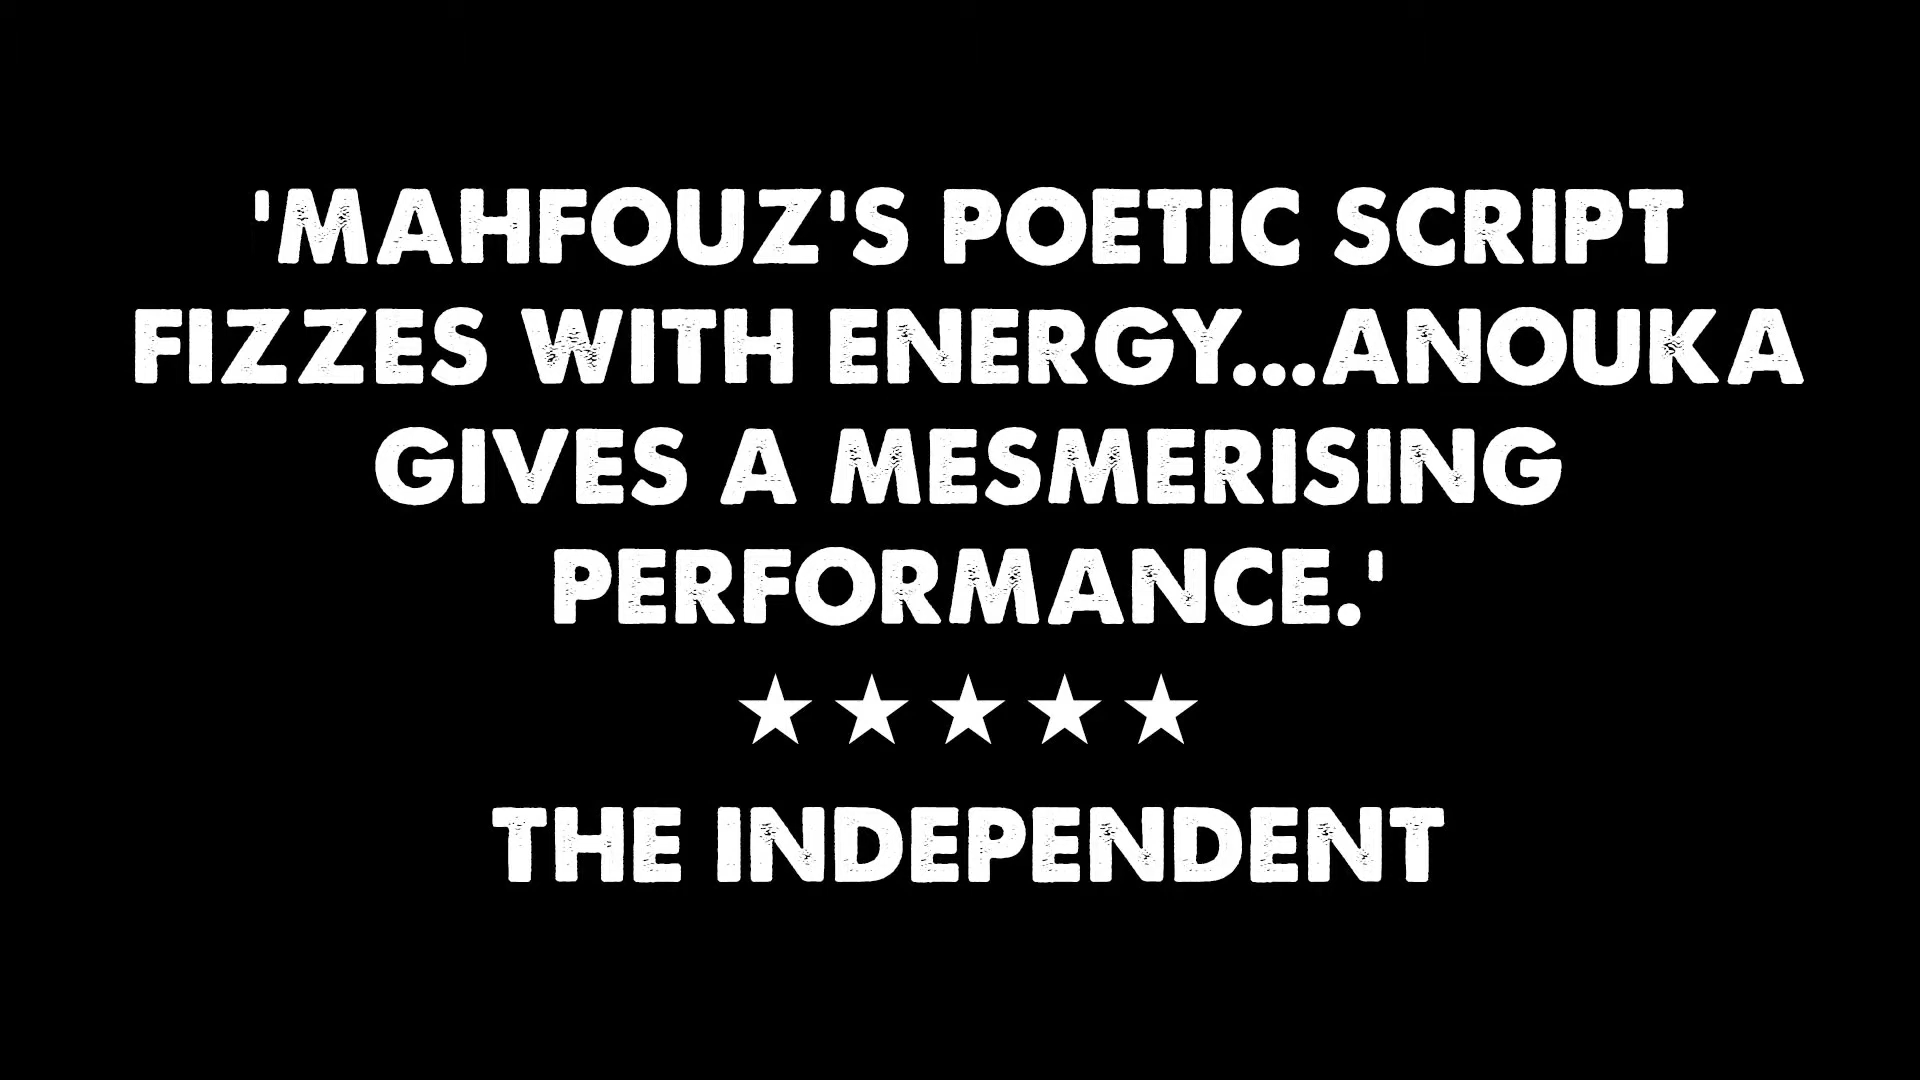 'MAHFOUZ'S POETIC SCRIPT
FIZZES WITH ENERGY...ANOUKA
GIVES A MESMERISING
PERFORMANCE.'
★★★★★
THE INDEPENDENT